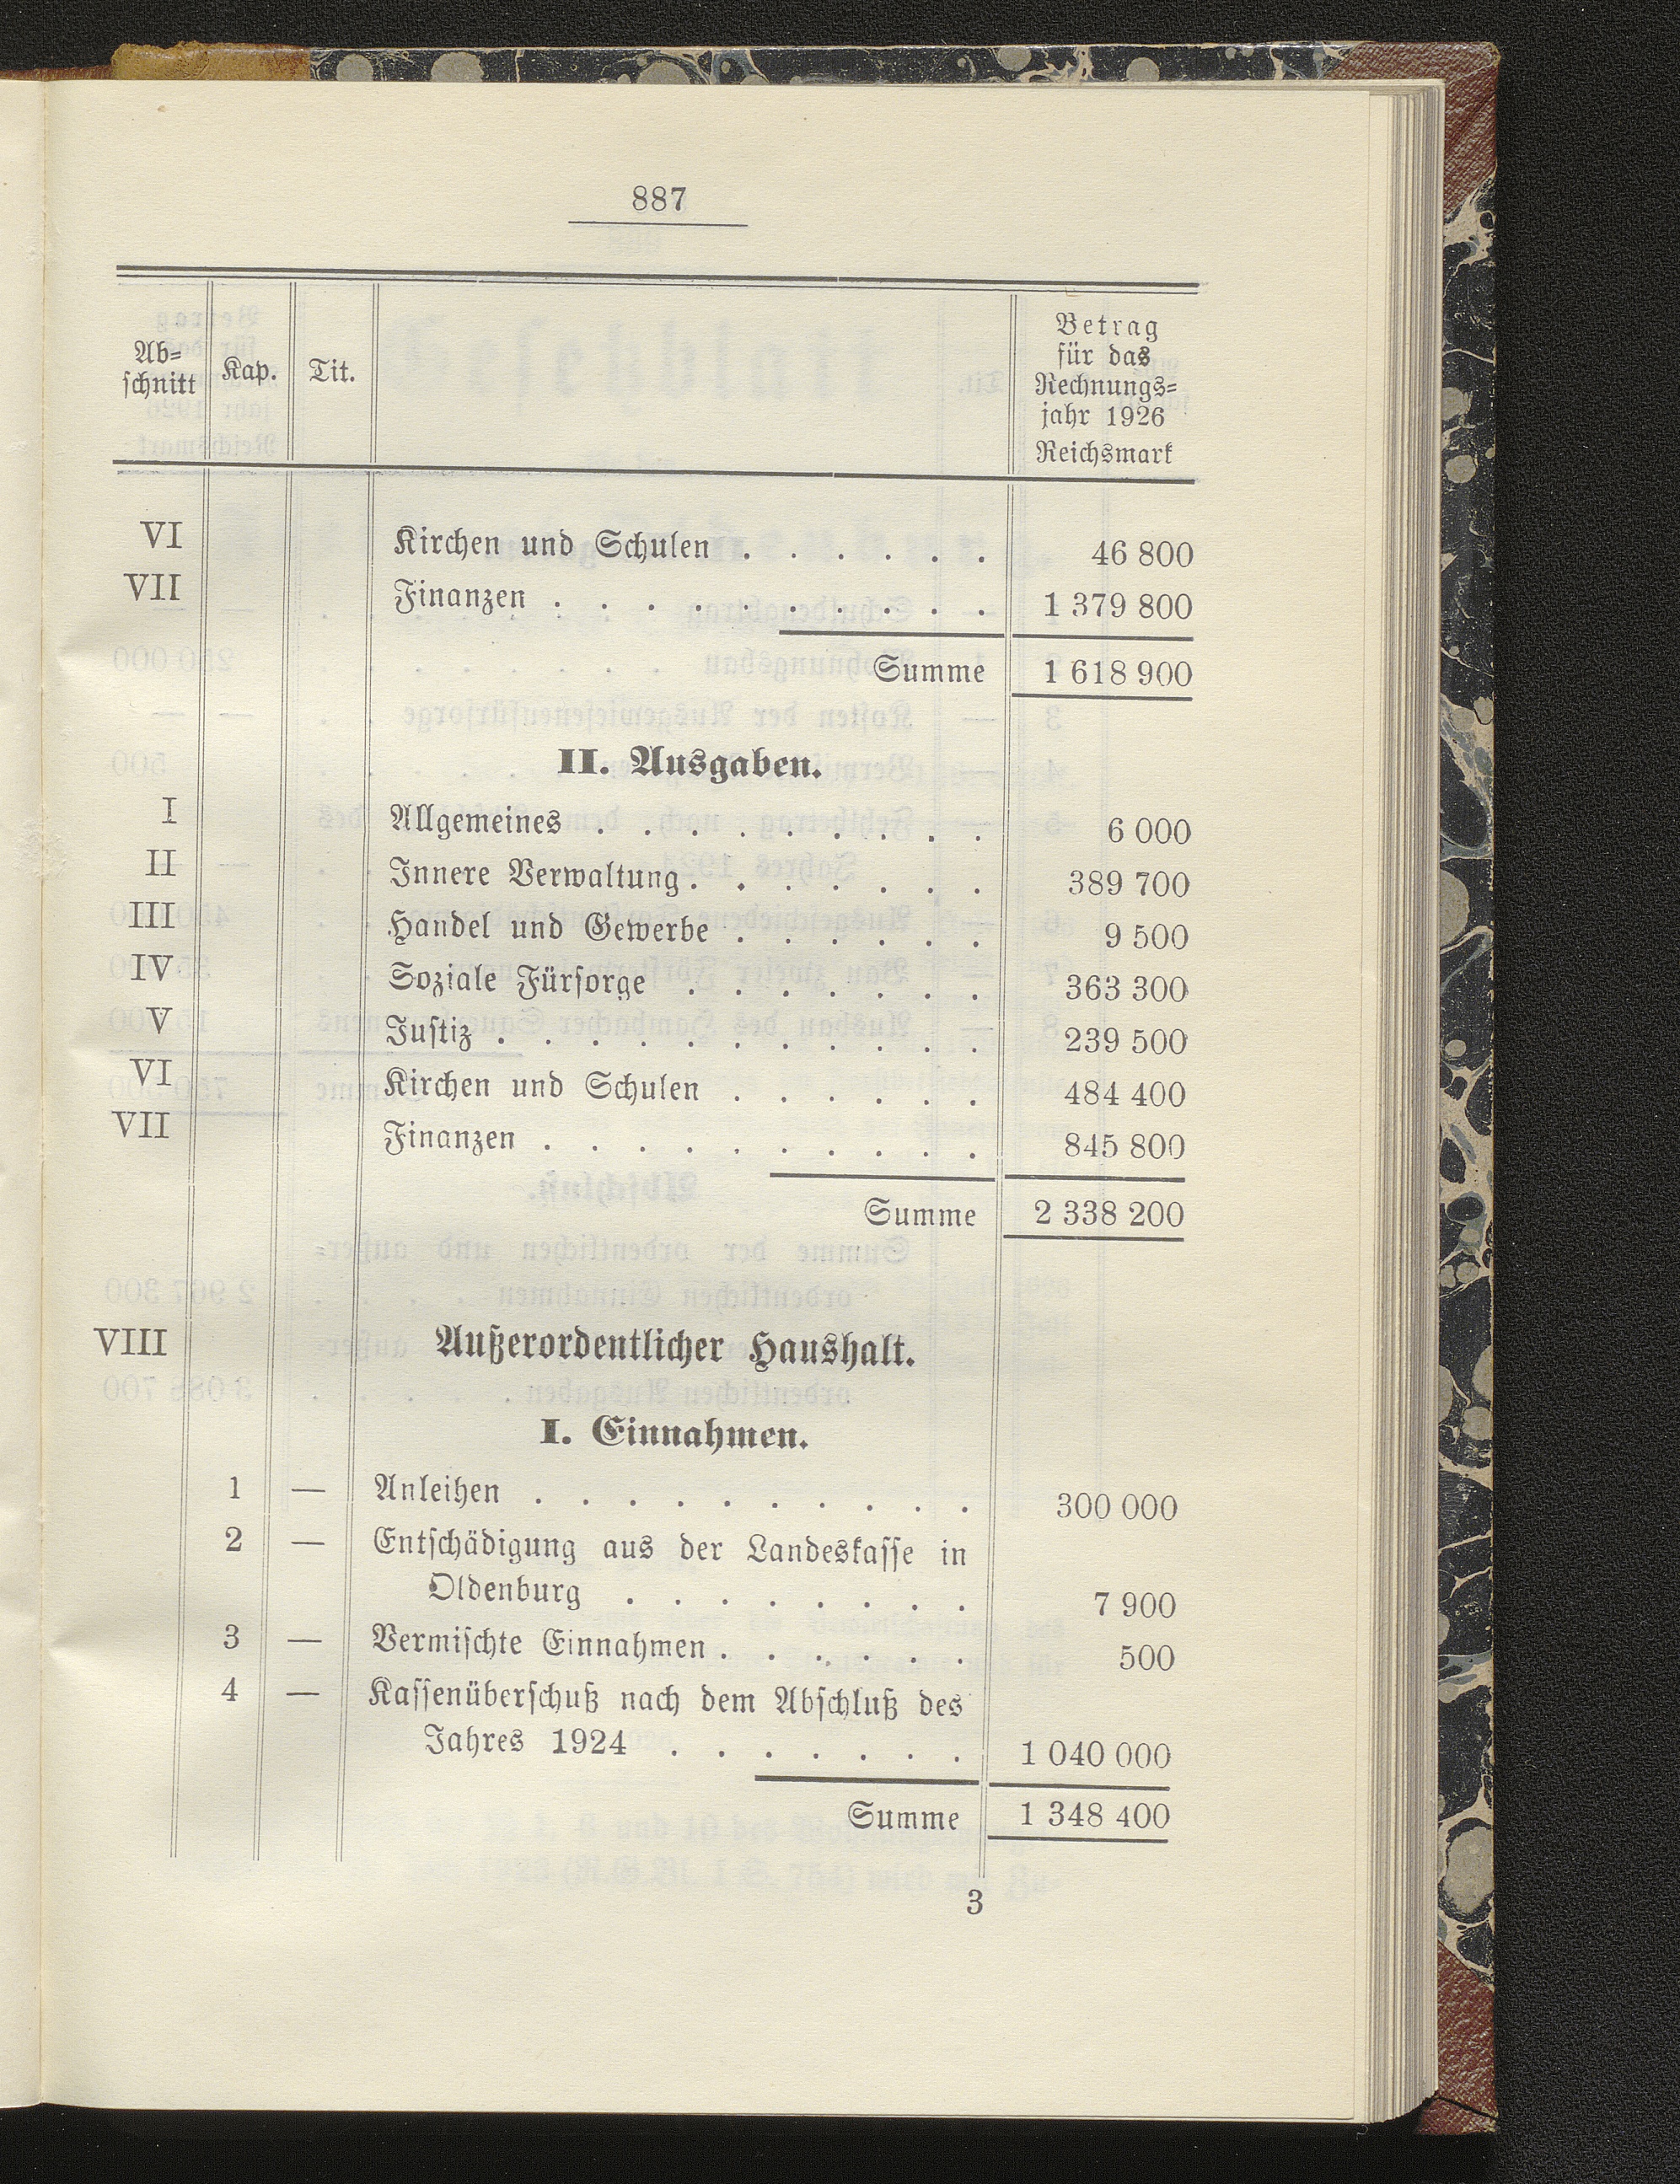 887
Ab=
schnitt
Kap.
Tit.
Betrag
für das
Rechnungs=
jahr 1926
Reichsmark
VI Kirchen und Schulen . . . . . . 46 800
VII Finanzen . . . . . . . . . . 1 379 800
Summe 1 618 900
II. Ausgaben.
I Allgemeines . . . . . . . . . 6 000
II Innere Verwaltung . . . . . . . 389 700
III Handel und Gewerbe . . . . . . 9 500
IV Soziale Fürsorge . . . . . . . 363 300
V Justiz . . . . . . . . . . . 239 500
VI Kirchen und Schulen . . . . . . 484 400
VII Finanzen . . . . . . . . . . 845 800
Summe 2 338 200
VIII Außerordentlicher Haushalt.
I. Einnahmen.
1 — Anleihen . . . . . . . . . . 300 000
2 — Entschädigung aus der Landeskasse in
Oldenburg . . . . . . . . 7 900
3 — Vermischte Einnahmen . . . . . . 500
4 — Kassenüberschuß nach dem Abschluß des
Jahres 1924 . . . . . . . 1 040 000
Summe 1 348 400
3